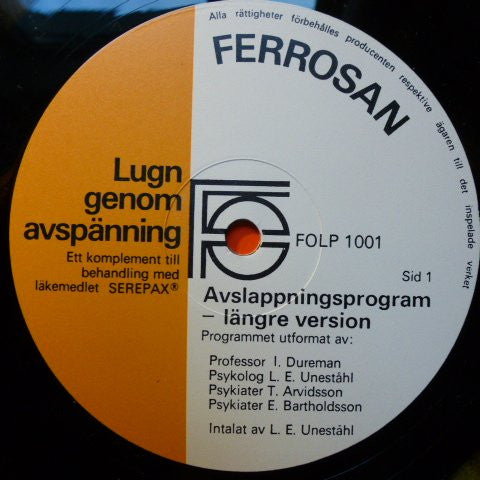 Alla rättigheter förbehålles producenten respektive ägaren till det inspelade verket
FERROSAN
Lugn
genom
avspänning
Ett komplement till
behandling med
läkemedlet SEREPAX®
FOLP 1001
Sid 1
Avslappningsprogram
– längre version
Programmet utformat av:
Professor I. Dureman
Psykolog L. E. Uneståhl
Psykiater T. Arvidsson
Psykiater E. Bartholdsson
Intalat av L. E. Uneståhl